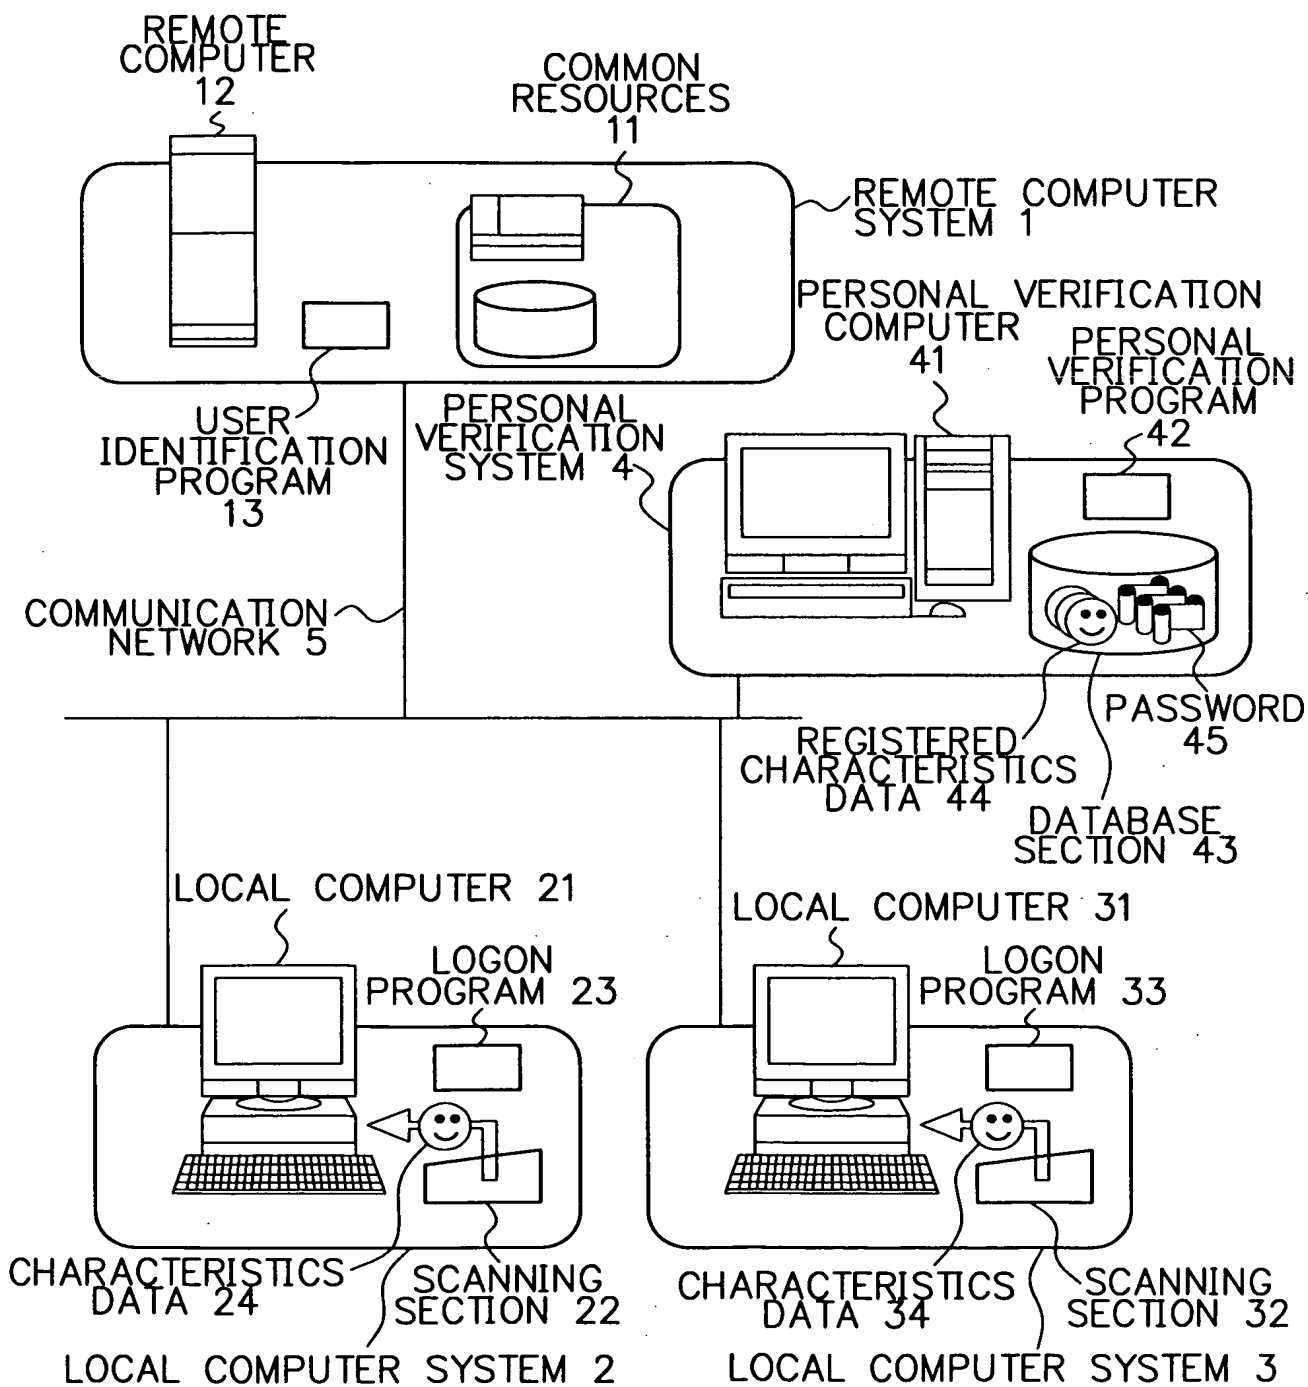 REMOTE
COMPUTER
12
COMMON
RESOURCES
11
REMOTE COMPUTER
SYSTEM 1
PERSONAL VERIFICATION
COMPUTER
41
PERSONAL
VERIFICATION
PROGRAM
42
USER
IDENTIFICATION
PROGRAM
13
PERSONAL
VERIFICATION
SYSTEM 4
COMMUNICATION
NETWORK 5
PASSWORD
45
REGISTERED
CHARACTERISTICS
DATA 44
DATABASE
SECTION 43
LOCAL COMPUTER 21
LOGON
PROGRAM 23
LOCAL COMPUTER 31
LOGON
PROGRAM 33
CHARACTERISTICS
DATA 24
SCANNING
SECTION 22
LOCAL COMPUTER SYSTEM 2
CHARACTERISTICS
DATA 34
SCANNING
SECTION 32
LOCAL COMPUTER SYSTEM 3